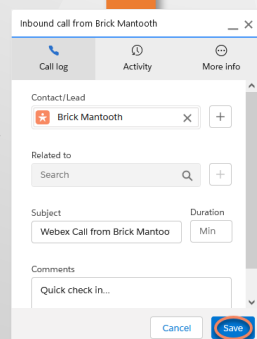 Inbound call from Brick Mantooth
Call log
Activity
More info
Contact/Lead
Brick Mantooth
Related to
Search
Subject
Duration
Webex Call from Brick Mantoo
Min
Comments
Quick check in...
Cancel
Save